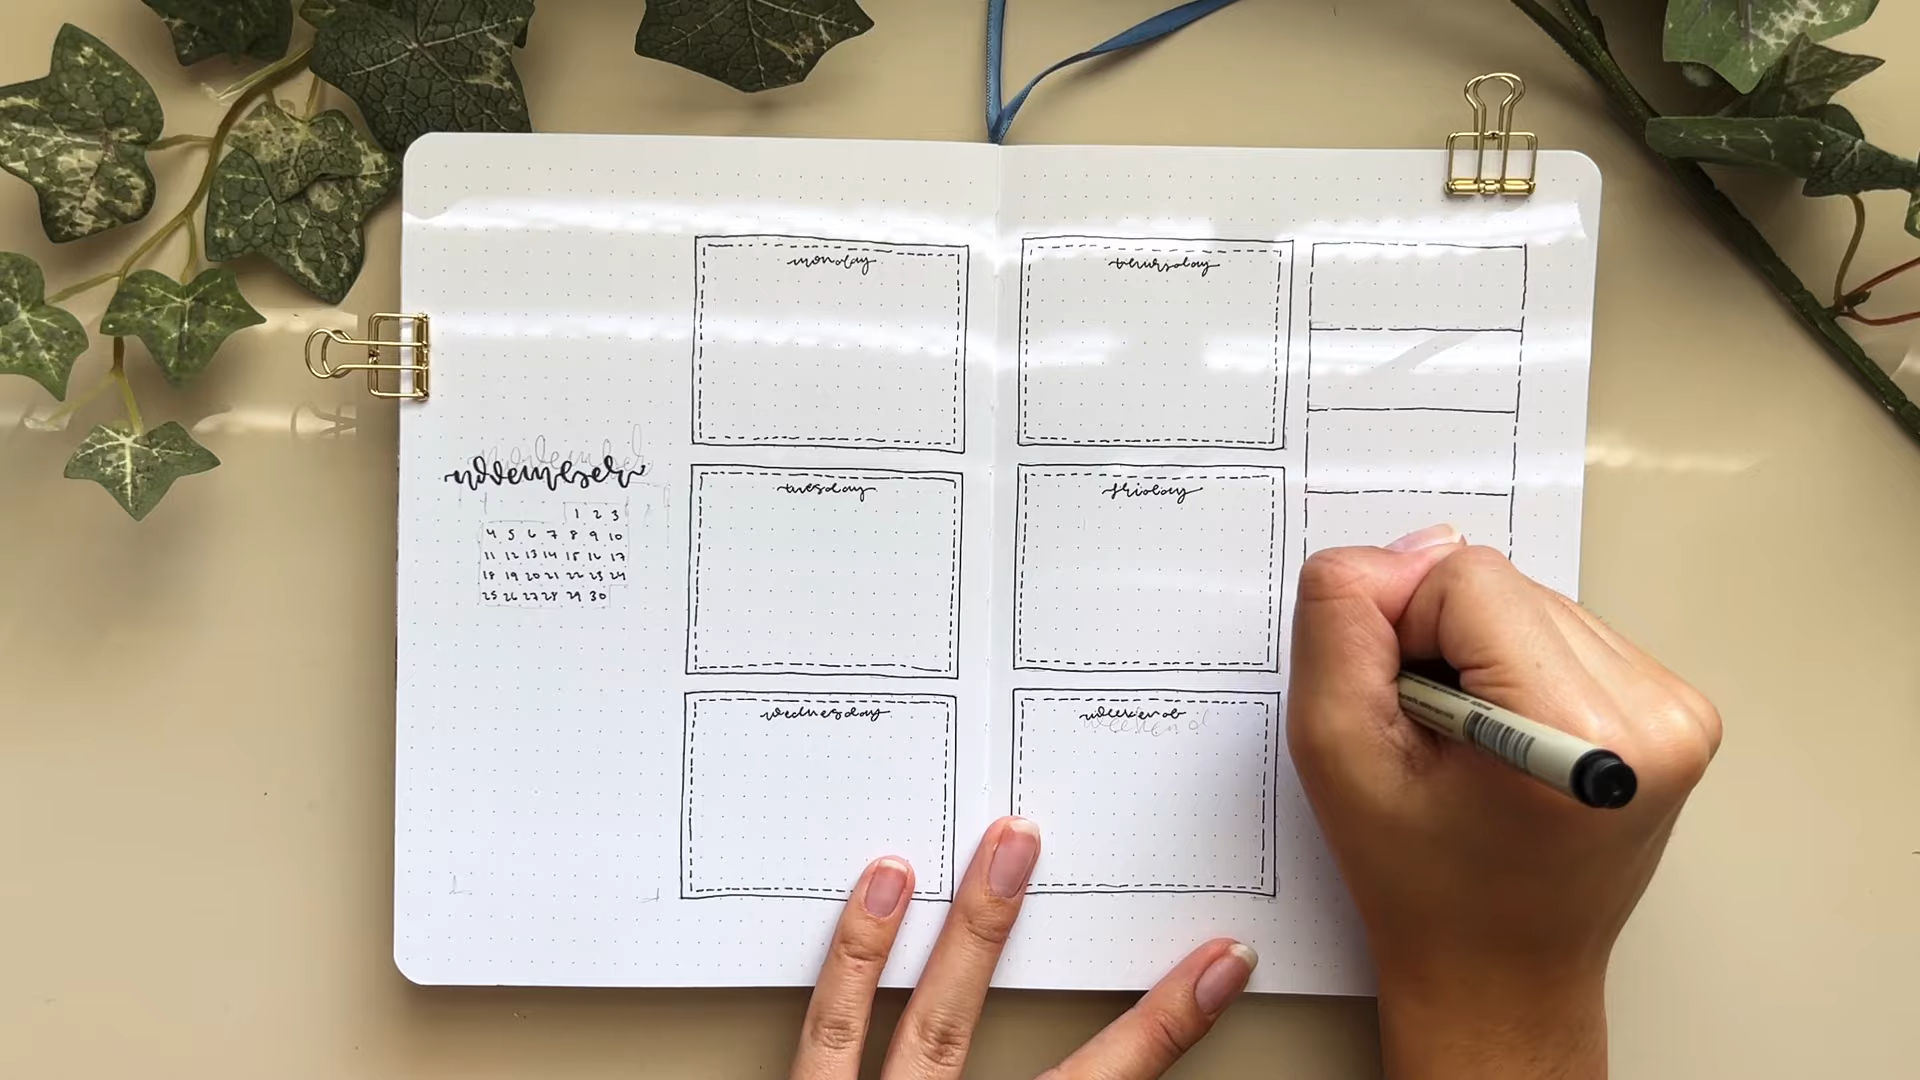 november
1 2 3
4 5 6 7 8 9 10
11 12 13 14 15 16 17
18 19 20 21 22 23 24
25 26 27 28 29 30
monday
tuesday
wednesday
thursday
friday
weekend